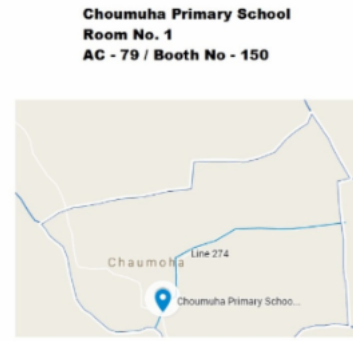 Choumuha Primary School
Room No. 1
AC - 79 / Booth No - 150
Line 274
Chaumoha
Choumuha Primary Schoo...